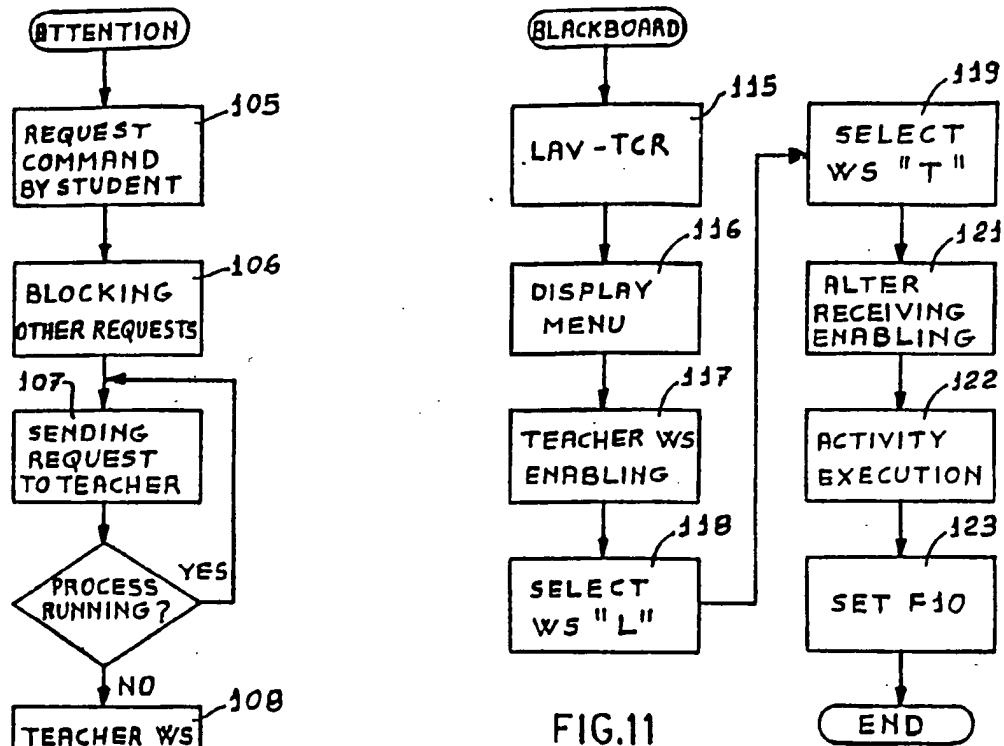 ATTENTION
105
REQUEST
COMMAND
BY STUDENT
106
BLOCKING
OTHER REQUESTS
107
SENDING
REQUEST
TO TEACHER
PROCESS
RUNNING?
YES
NO
108
TEACHER WS
BLACKBOARD
115
LAV-TCR
116
DISPLAY
MENU
117
TEACHER WS
ENABLING
118
SELECT
WS "L"
119
SELECT
WS "T"
121
ALTER
RECEIVING
ENABLING
122
ACTIVITY
EXECUTION
123
SET F10
END
FIG.11